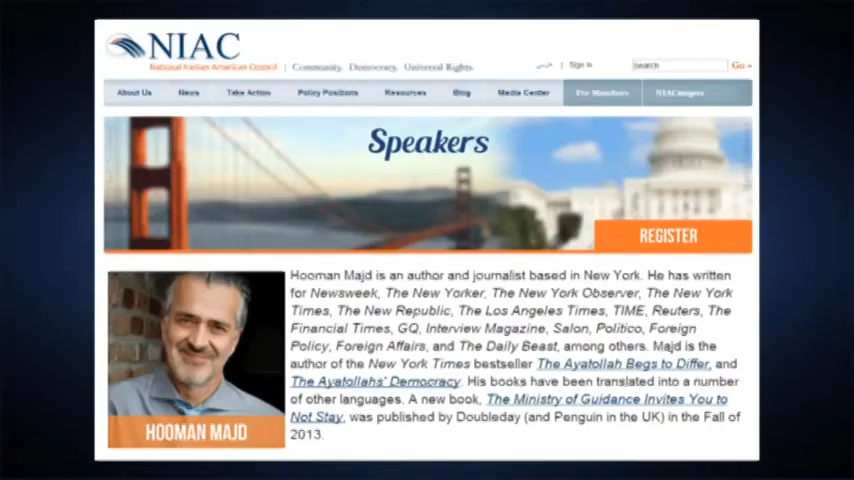 NIAC
National Iranian American Council
Community. Democracy. Universal Rights.
Sign in
Search
Go »
About Us
News
Take Action
Policy Positions
Resources
Blog
Media Center
For Members
NIACampus
Speakers
REGISTER
Hooman Majd is an author and journalist based in New York. He has written
for Newsweek, The New Yorker, The New York Observer, The New York
Times, The New Republic, The Los Angeles Times, TIME, Reuters, The
Financial Times, GQ, Interview Magazine, Salon, Politico, Foreign
Policy, Foreign Affairs, and The Daily Beast, among others. Majd is the
author of the New York Times bestseller The Ayatollah Begs to Differ, and
The Ayatollahs' Democracy. His books have been translated into a number
of other languages. A new book, The Ministry of Guidance Invites You to
Not Stay, was published by Doubleday (and Penguin in the UK) in the Fall of
2013.
HOOMAN MAJD